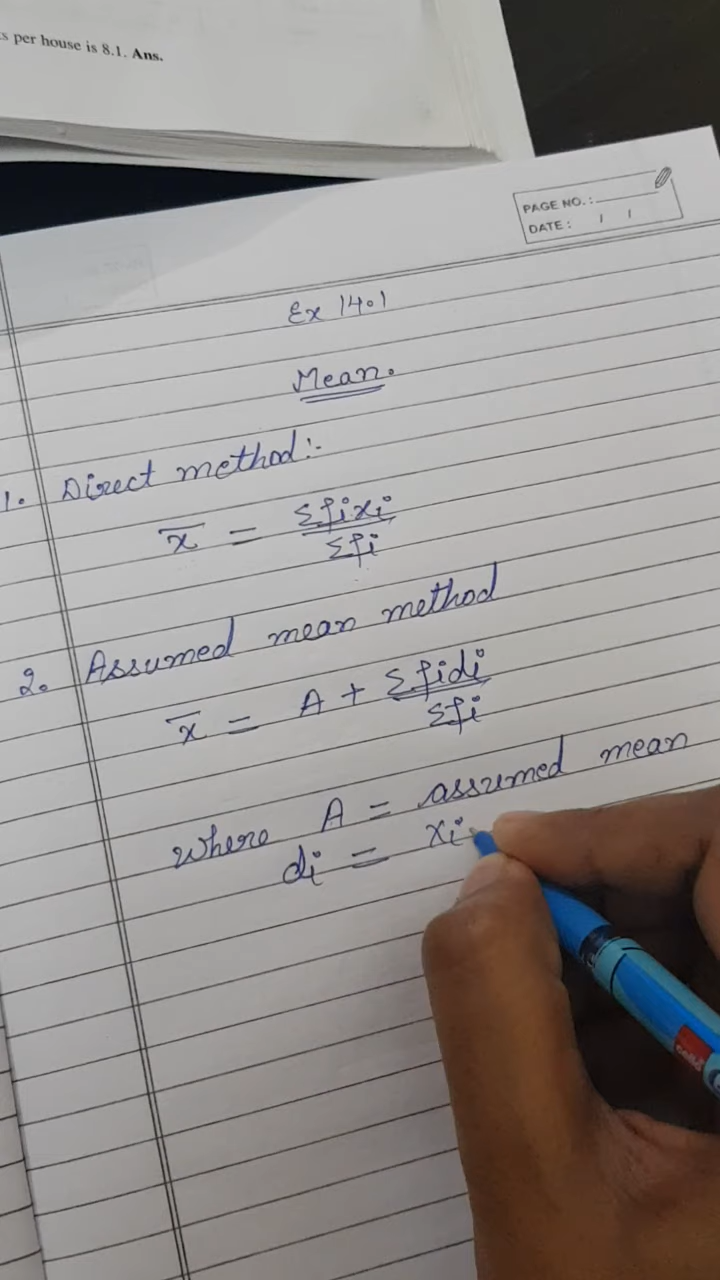 s per house is 8.1. Ans.
PAGE NO.:
DATE: / /
Ex 14.1
Mean.
1. Direct method:-
x̄ = Σfixi / Σfi
2. Assumed mean method
x̄ = A + Σfidi / Σfi
where A = assumed mean
di = xi
cello